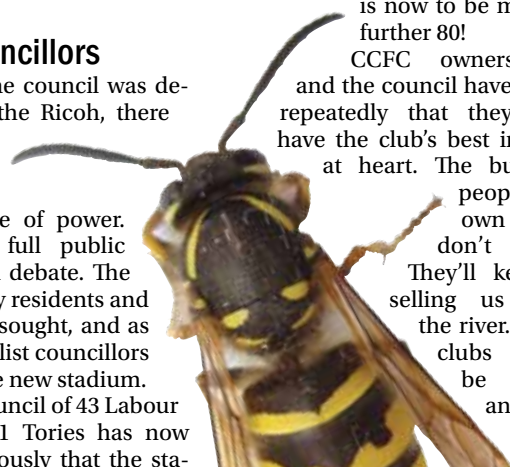 ncillors
e council was de-
the Ricoh, there
e of power.
full public
debate. The
y residents and
sought, and as
list councillors
e new stadium.
uncil of 43 Labour
1 Tories has now
ously that the sta-
is now to be m
further 80!
CCFC owners
and the council have
repeatedly that they
have the club's best in
at heart. The bu
peop
own
don't
They'll ke
selling us
the river.
clubs
be
an